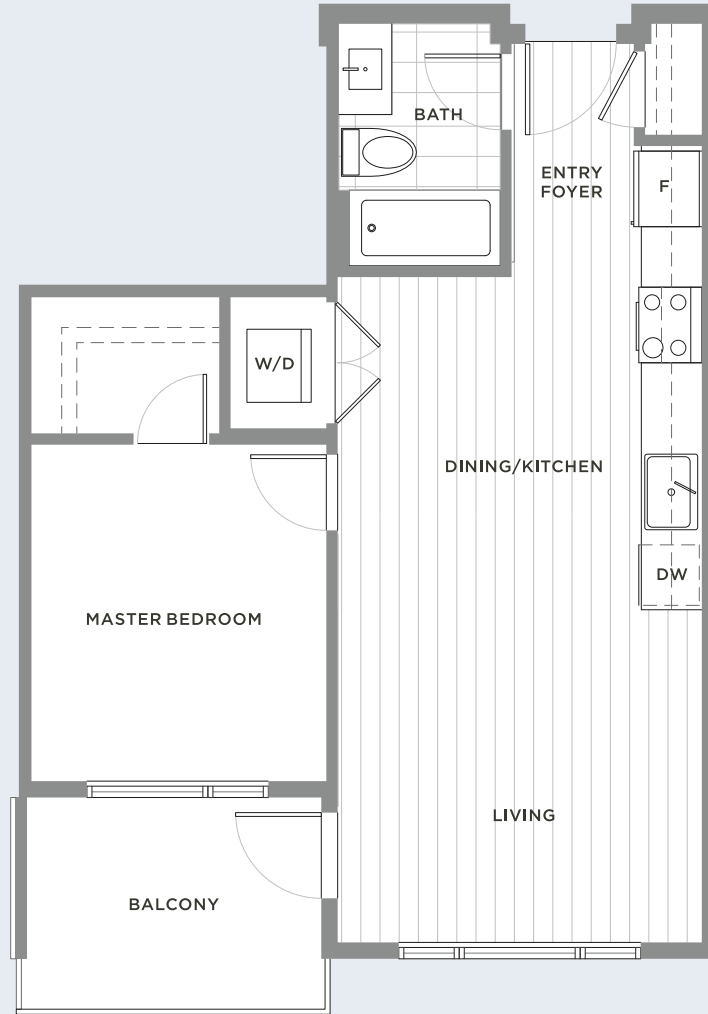 BATH
ENTRY
FOYER
F
W/D
DINING/KITCHEN
DW
MASTER BEDROOM
LIVING
BALCONY